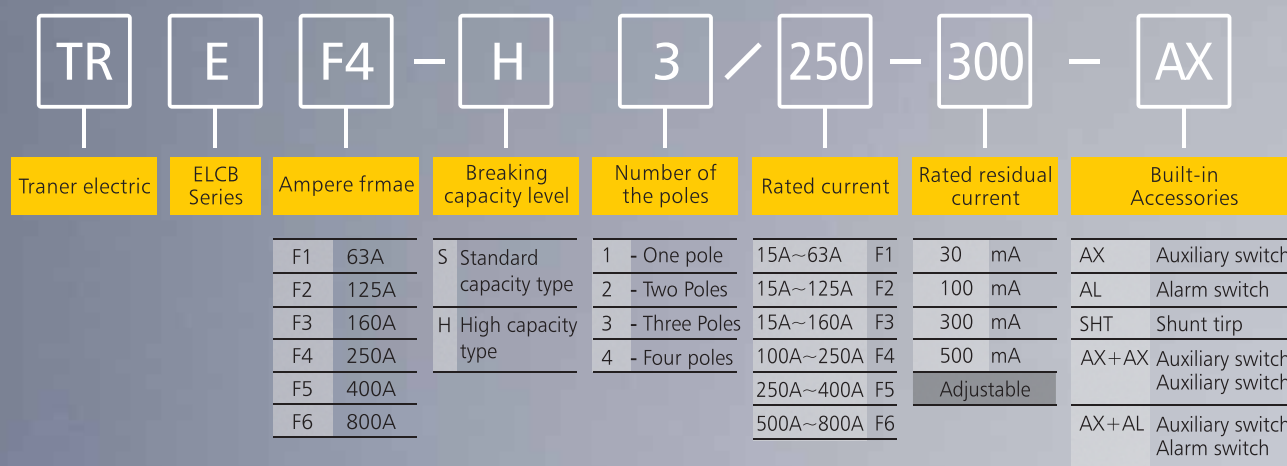 TR E F4 – H 3 / 250 – 300 – AX
Traner electric
ELCB
Series
Ampere frmae
Breaking
capacity level
Number of
the poles
Rated current
Rated residual
current
Built-in
Accessories
F1 63A
F2 125A
F3 160A
F4 250A
F5 400A
F6 800A
S Standard
capacity type
H High capacity
type
1 - One pole
2 - Two Poles
3 - Three Poles
4 - Four poles
15A~63A F1
15A~125A F2
15A~160A F3
100A~250A F4
250A~400A F5
500A~800A F6
30 mA
100 mA
300 mA
500 mA
Adjustable
AX Auxiliary switch
AL Alarm switch
SHT Shunt tirp
AX+AX Auxiliary switch
Auxiliary switch
AX+AL Auxiliary switch
Alarm switch